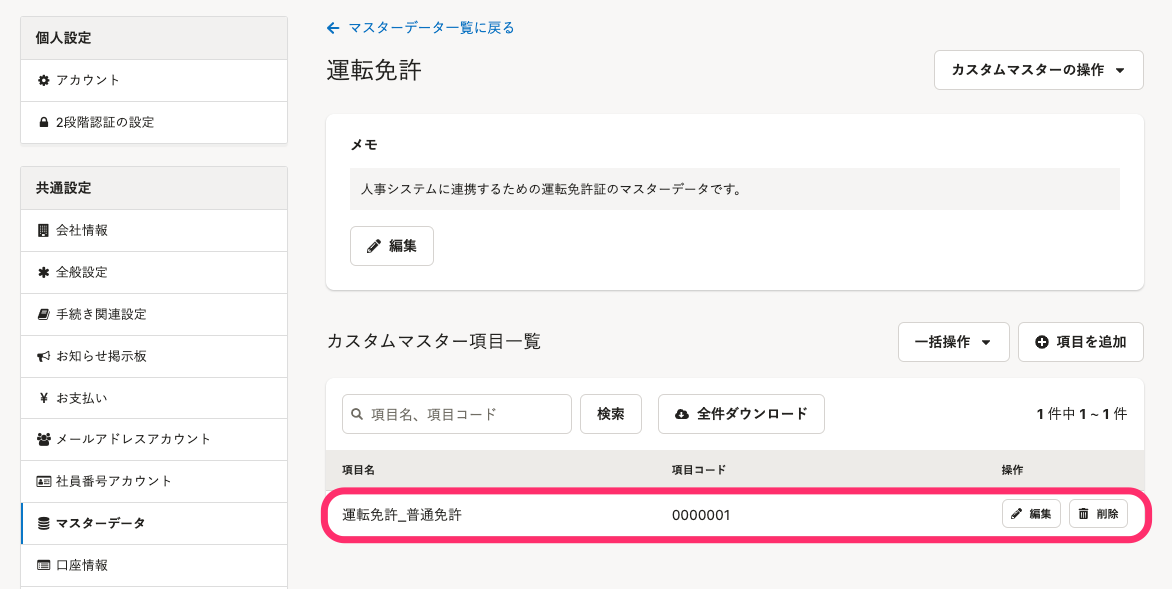 個人設定
アカウント
2段階認証の設定
共通設定
会社情報
全般設定
手続き関連設定
お知らせ掲示板
お支払い
メールアドレスアカウント
社員番号アカウント
マスターデータ
口座情報
マスターデータ一覧に戻る
運転免許
カスタムマスターの操作
メモ
人事システムに連携するための運転免許証のマスターデータです。
編集
カスタムマスター項目一覧
一括操作
項目を追加
項目名、項目コード
検索
全件ダウンロード
1 件中 1 ~ 1 件
項目名 項目コード 操作
運転免許_普通免許 0000001 編集 削除